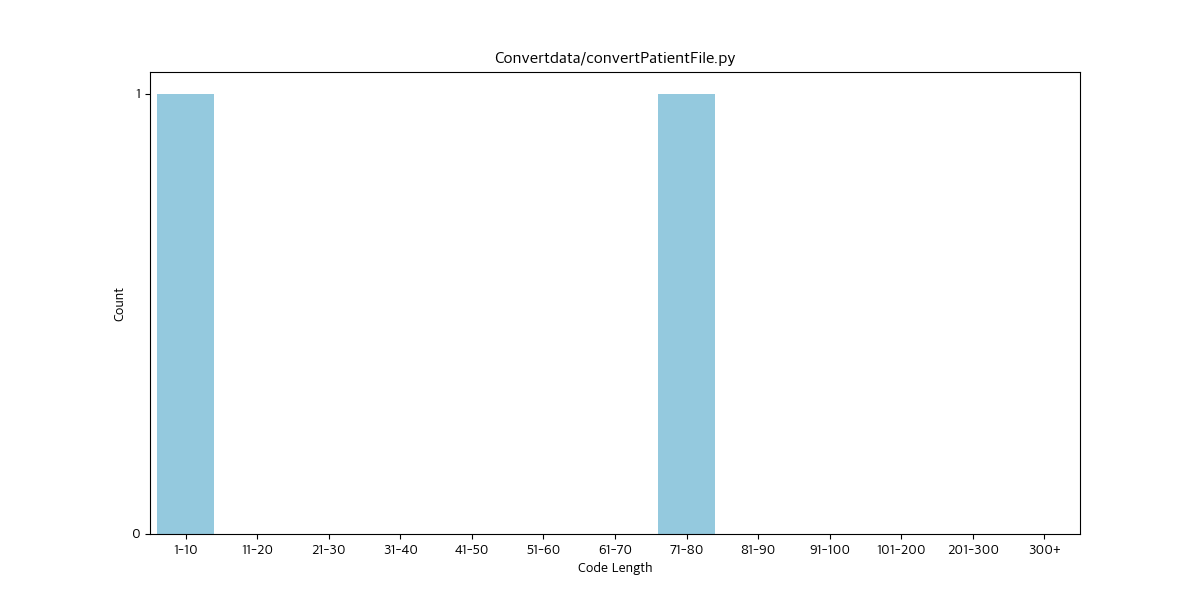 Convertdata/convertPatientFile.py
1
Count
0
1-10 11-20 21-30 31-40 41-50 51-60 61-70 71-80 81-90 91-100 101-200 201-300 300+
Code Length